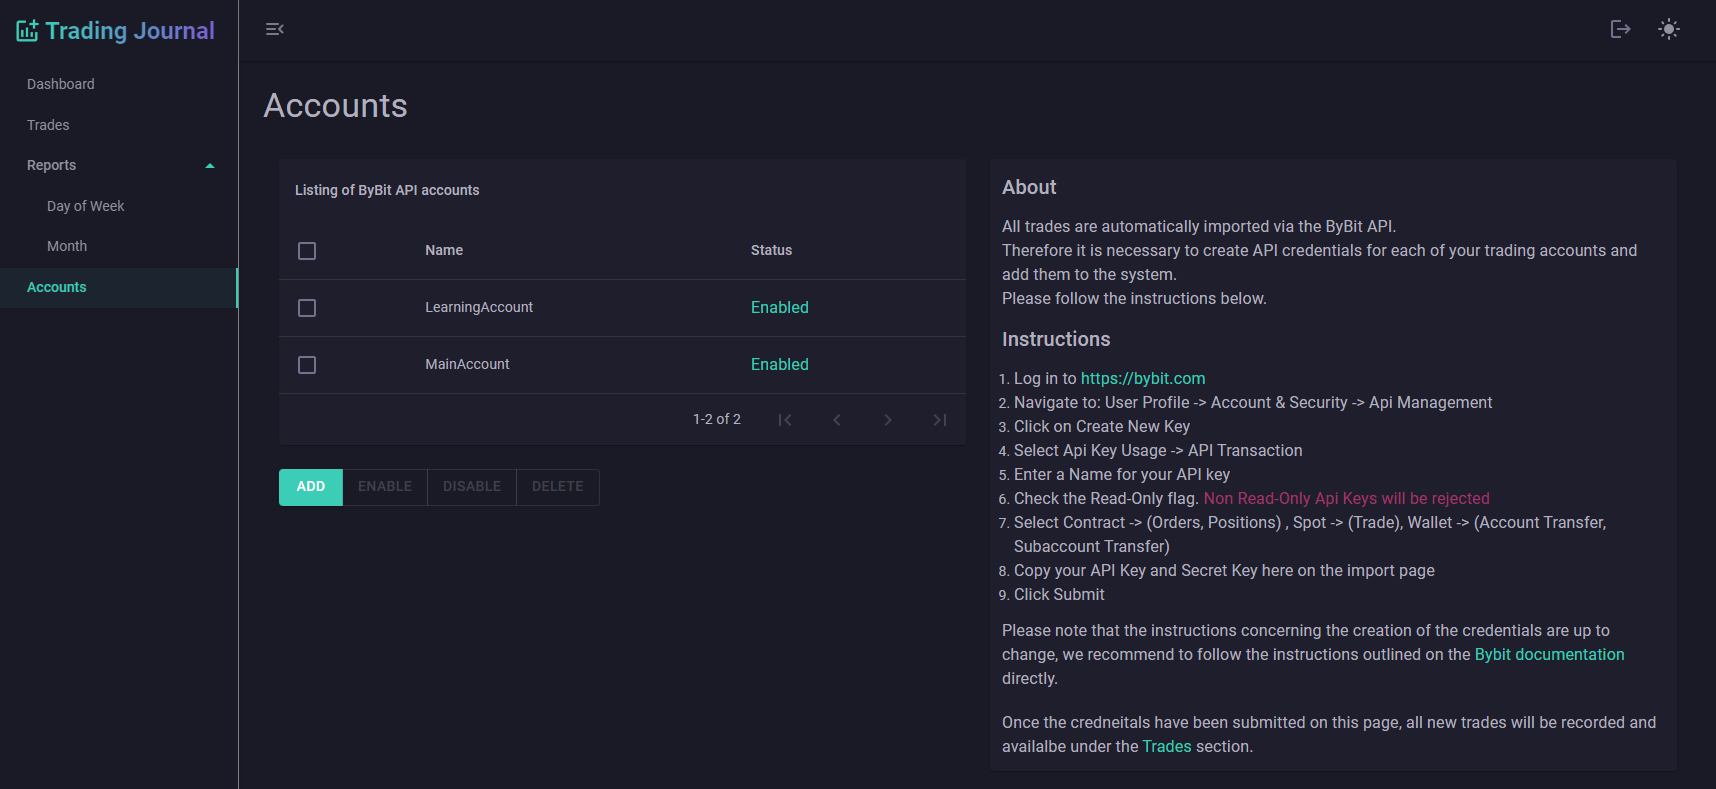 Trading Journal
Dashboard
Trades
Reports
Day of Week
Month
Accounts
Accounts
Listing of ByBit API accounts
Name Status
LearningAccount Enabled
MainAccount Enabled
1-2 of 2
ADD ENABLE DISABLE DELETE
About
All trades are automatically imported via the ByBit API.
Therefore it is necessary to create API credentials for each of your trading accounts and
add them to the system.
Please follow the instructions below.
Instructions
1. Log in to https://bybit.com
2. Navigate to: User Profile -> Account & Security -> Api Management
3. Click on Create New Key
4. Select Api Key Usage -> API Transaction
5. Enter a Name for your API key
6. Check the Read-Only flag. Non Read-Only Api Keys will be rejected
7. Select Contract -> (Orders, Positions) , Spot -> (Trade), Wallet -> (Account Transfer,
Subaccount Transfer)
8. Copy your API Key and Secret Key here on the import page
9. Click Submit
Please note that the instructions concerning the creation of the credentials are up to
change, we recommend to follow the instructions outlined on the Bybit documentation
directly.
Once the credneitals have been submitted on this page, all new trades will be recorded and
availalbe under the Trades section.